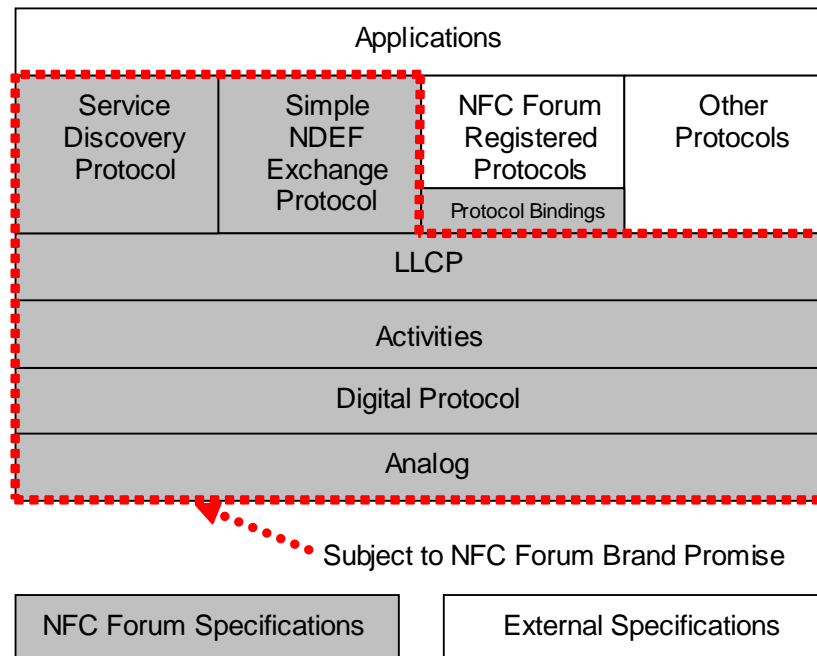 Applications
Service
Discovery
Protocol
Simple
NDEF
Exchange
Protocol
NFC Forum
Registered
Protocols
Protocol Bindings
Other
Protocols
LLCP
Activities
Digital Protocol
Analog
Subject to NFC Forum Brand Promise
NFC Forum Specifications
External Specifications